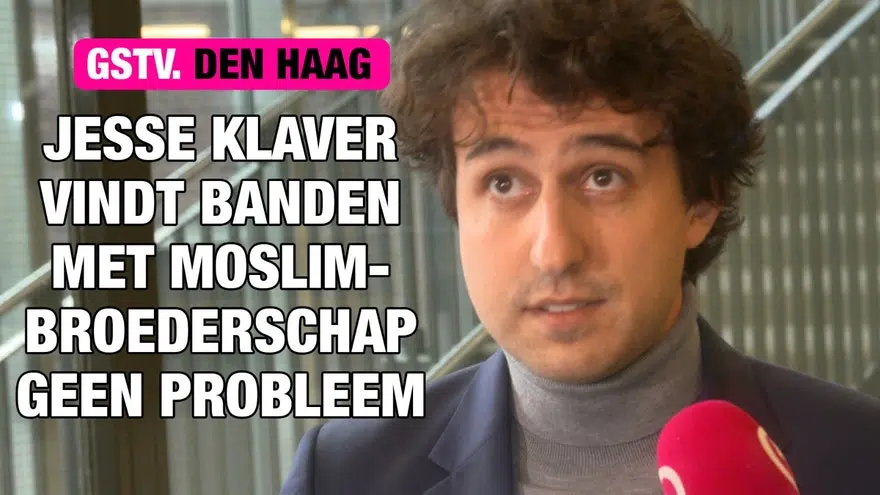 GSTV. DEN HAAG
JESSE KLAVER
VINDT BANDEN
MET MOSLIM-
BROEDERSCHAP
GEEN PROBLEEM